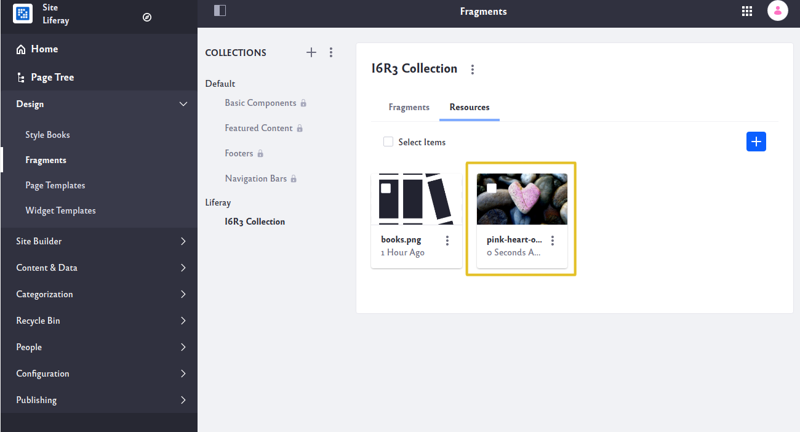 Site
Liferay
Home
Page Tree
Design
Style Books
Fragments
Page Templates
Widget Templates
Site Builder
Content & Data
Categorization
Recycle Bin
People
Configuration
Publishing
Fragments
COLLECTIONS
Default
Basic Components
Featured Content
Footers
Navigation Bars
Liferay
I6R3 Collection
I6R3 Collection
Fragments
Resources
Select Items
books.png
1 Hour Ago
pink-heart-o...
0 Seconds A...